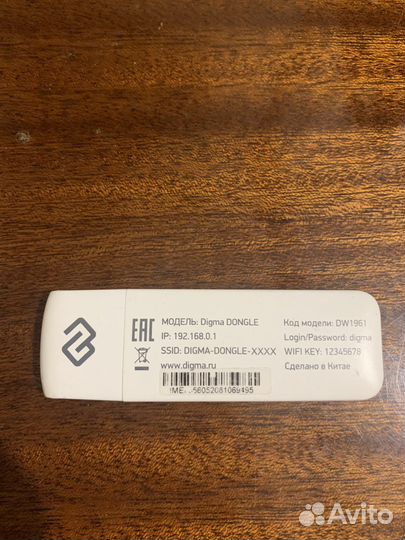 EAC
МОДЕЛЬ: Digma DONGLE
IP: 192.168.0.1
SSID: DIGMA-DONGLE-XXXX
www.digma.ru
Код модели: DW1961
Login/Password: digma
WIFI KEY: 12345678
Сделано в Китае
Avito